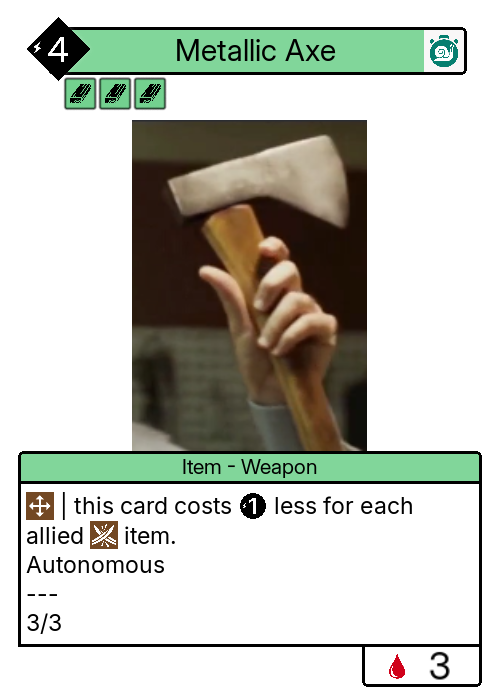 4
Metallic Axe
Item - Weapon
| this card costs 1 less for each
allied item.
Autonomous
---
3/3
3